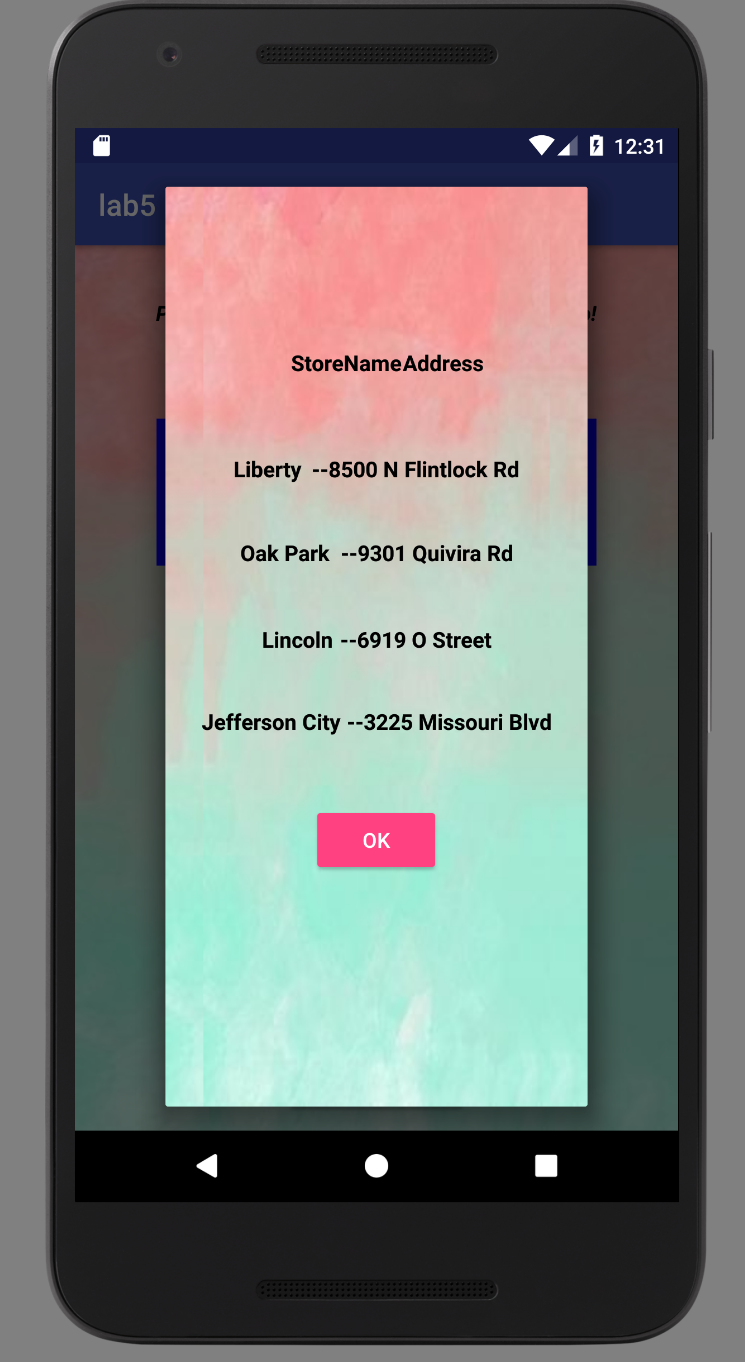 12:31
lab5
StoreNameAddress
Liberty --8500 N Flintlock Rd
Oak Park --9301 Quivira Rd
Lincoln --6919 O Street
Jefferson City --3225 Missouri Blvd
OK